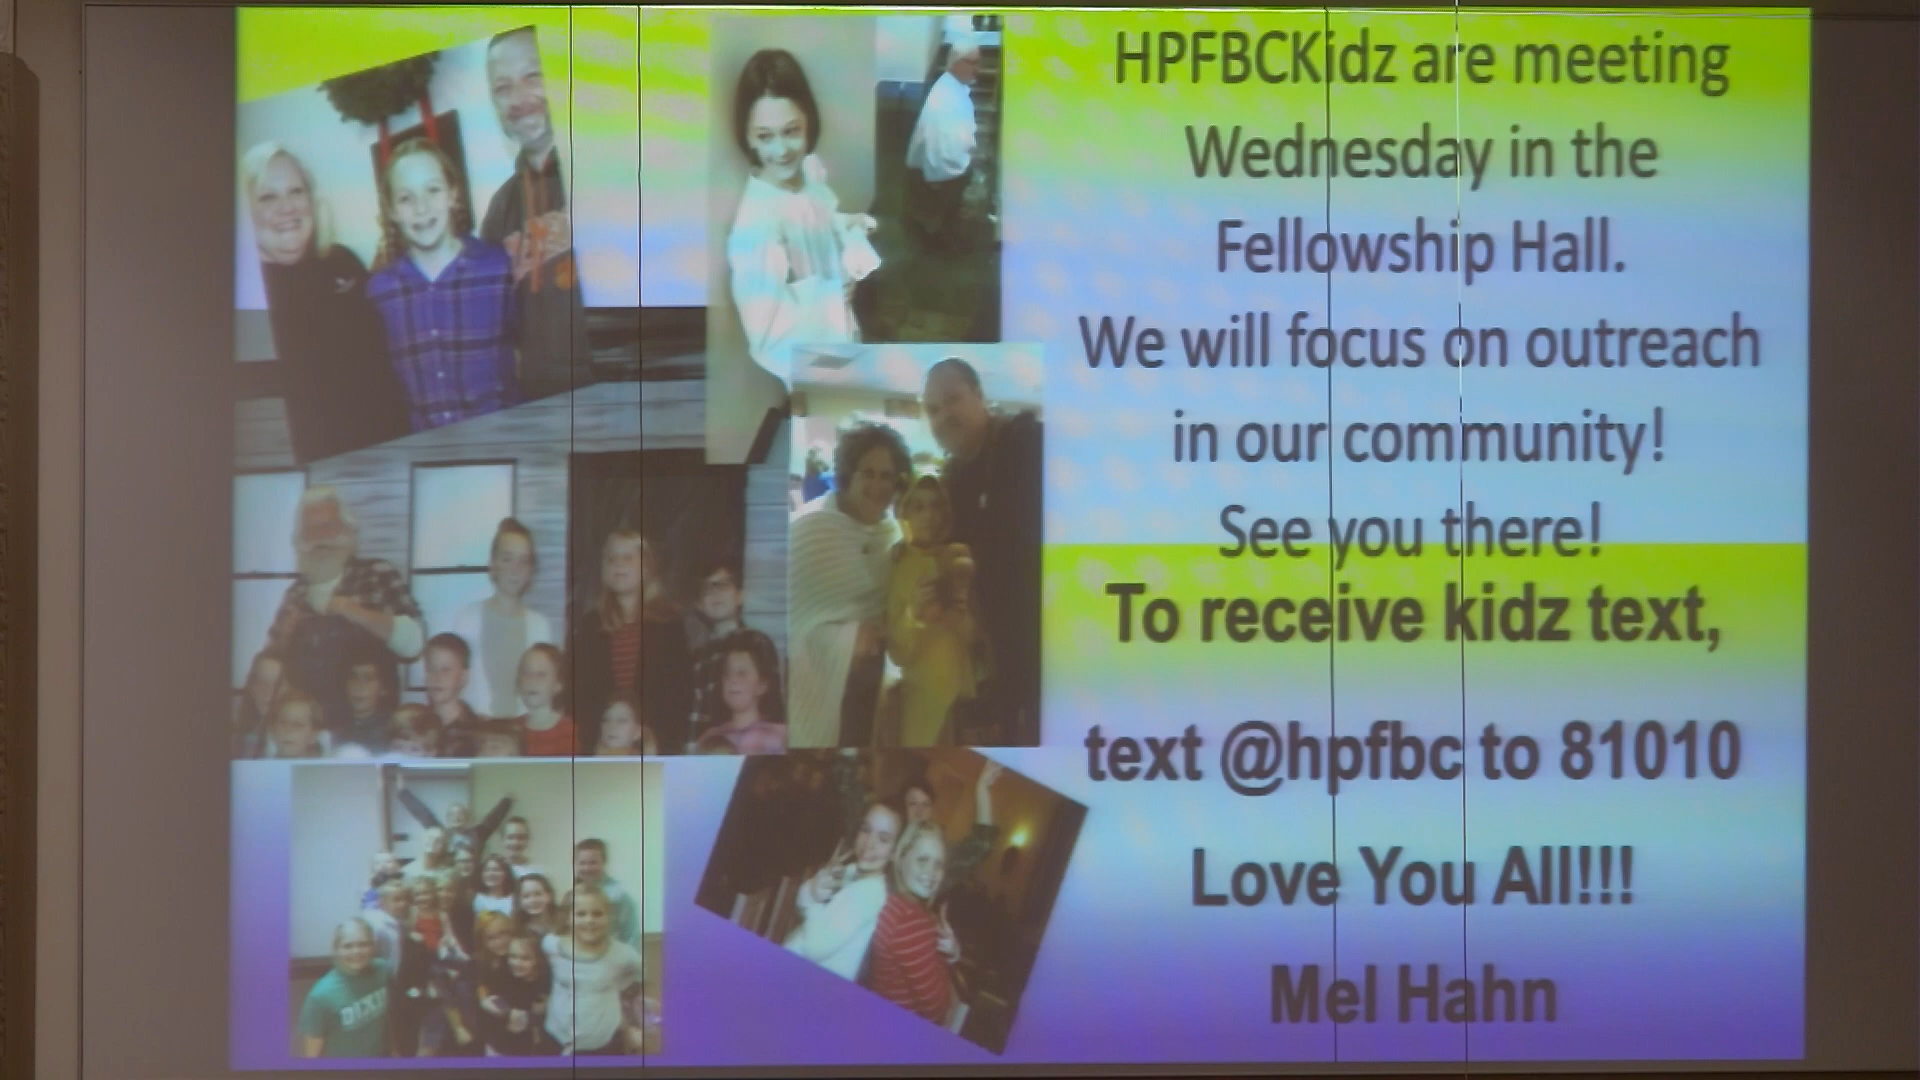 HPFBCKidz are meeting
Wednesday in the
Fellowship Hall.
We will focus on outreach
in our community!
See you there!
To receive kidz text,
text @hpfbc to 81010
Love You All!!!
Mel Hahn
DIXIE